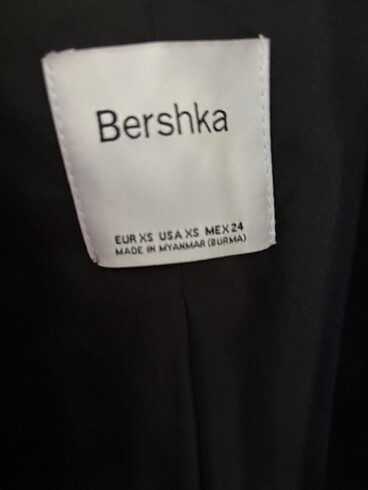 Bershka
EUR XS USA XS MEX 24
MADE IN MYANMAR (BURMA)